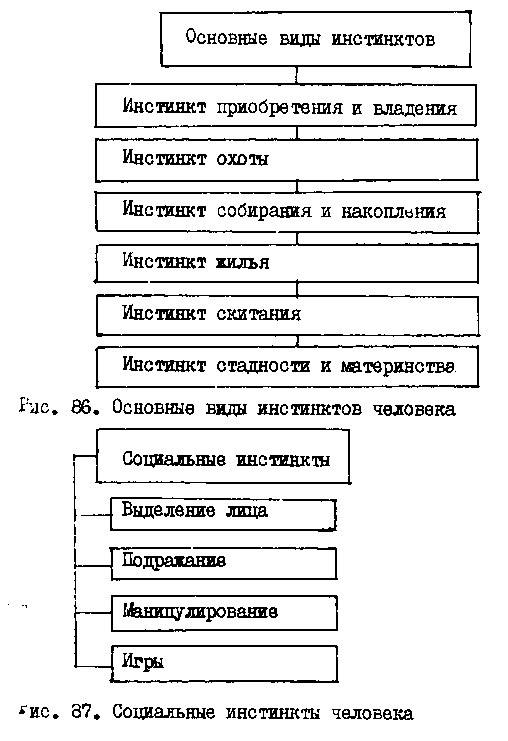 Основные виды инстинктов
Инстинкт приобретения и владения
Инстинкт охоты
Инстинкт собирания и накопления
Инстинкт жилья
Инстинкт скитания
Инстинкт стадности и материнства
Рис. 86. Основные виды инстинктов человека
Социальные инстинкты
Выделение лица
Подражание
Маницулирование
Игры
Рис. 87. Социальные инстинкты человека